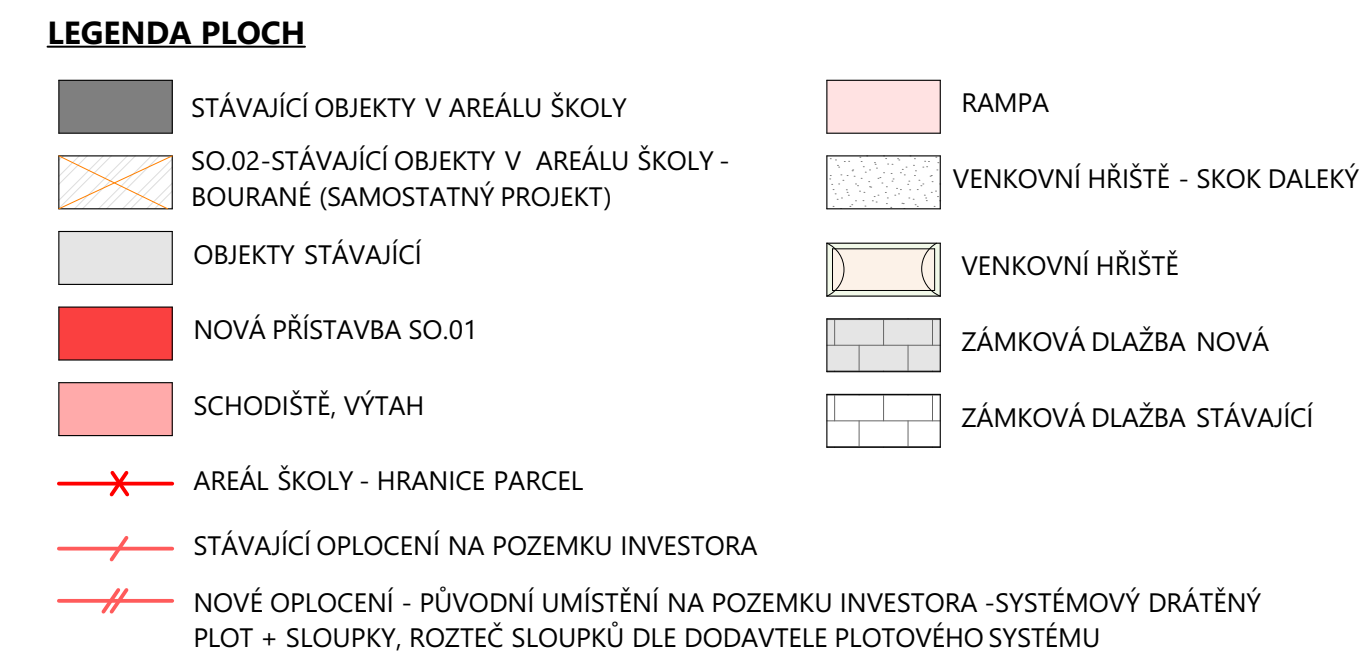 LEGENDA PLOCH
STÁVAJÍCÍ OBJEKTY V AREÁLU ŠKOLY
SO.02-STÁVAJÍCÍ OBJEKTY V AREÁLU ŠKOLY -
BOURANÉ (SAMOSTATNÝ PROJEKT)
OBJEKTY STÁVAJÍCÍ
NOVÁ PŘÍSTAVBA SO.01
SCHODIŠTĚ, VÝTAH
AREÁL ŠKOLY - HRANICE PARCEL
STÁVAJÍCÍ OPLOCENÍ NA POZEMKU INVESTORA
NOVÉ OPLOCENÍ - PŮVODNÍ UMÍSTĚNÍ NA POZEMKU INVESTORA -SYSTÉMOVÝ DRÁTĚNÝ
PLOT + SLOUPKY, ROZTEČ SLOUPKŮ DLE DODAVTELE PLOTOVÉHO SYSTÉMU
RAMPA
VENKOVNÍ HŘIŠTĚ - SKOK DALEKÝ
VENKOVNÍ HŘIŠTĚ
ZÁMKOVÁ DLAŽBA NOVÁ
ZÁMKOVÁ DLAŽBA STÁVAJÍCÍ